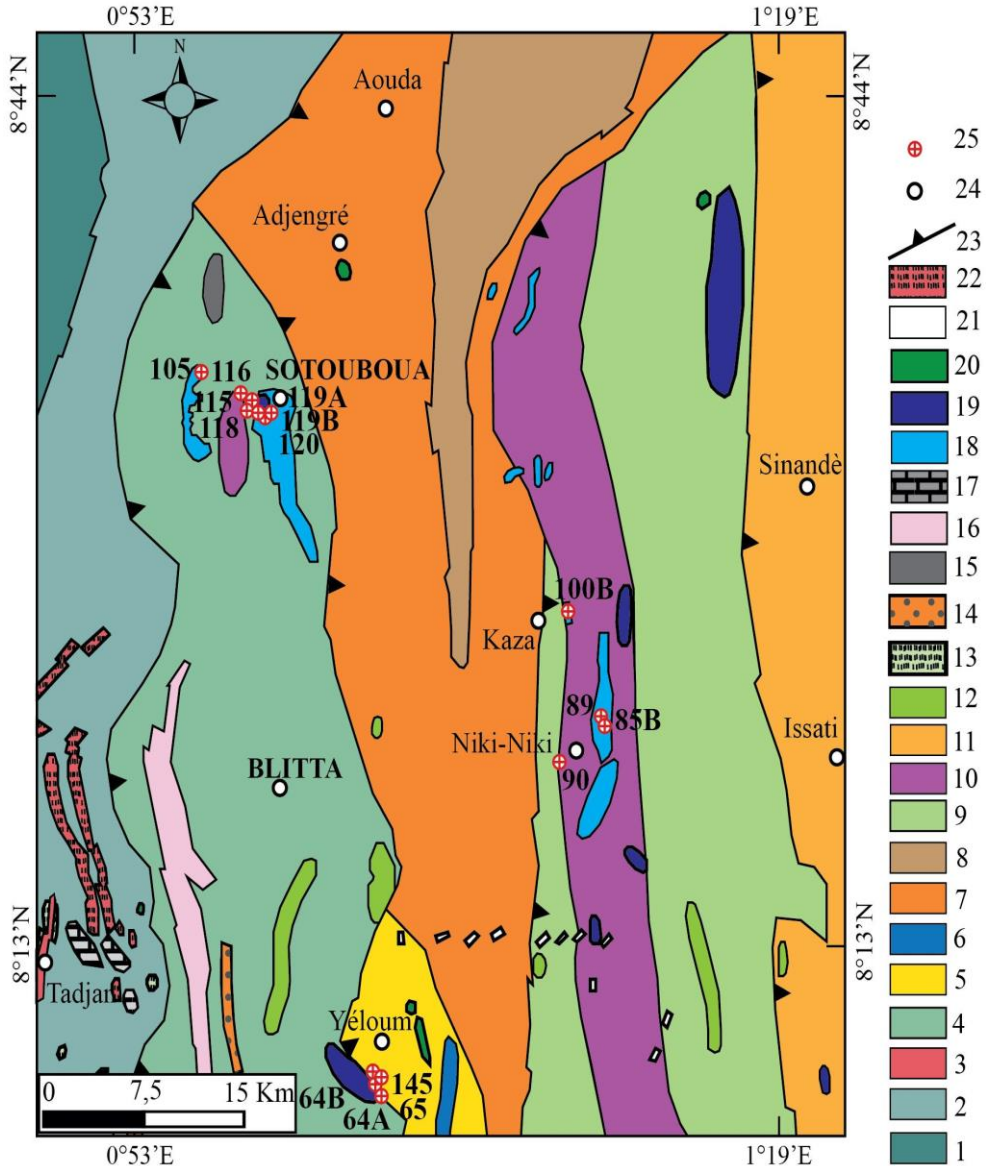 0°53'E
1°19'E
N
8°44'N
8°44'N
Aouda
Adjengré
105
116
SOTOUBOUA
115
119A
118
119B
120
Sinandè
100B
Kaza
89
85B
Niki-Niki
90
Issati
BLITTA
8°13'N
8°13'N
Tadjan
Yéloum
145
64B
65
64A
0
7,5
15 Km
0°53'E
1°19'E
25
24
23
22
21
20
19
18
17
16
15
14
13
12
11
10
9
8
7
6
5
4
3
2
1